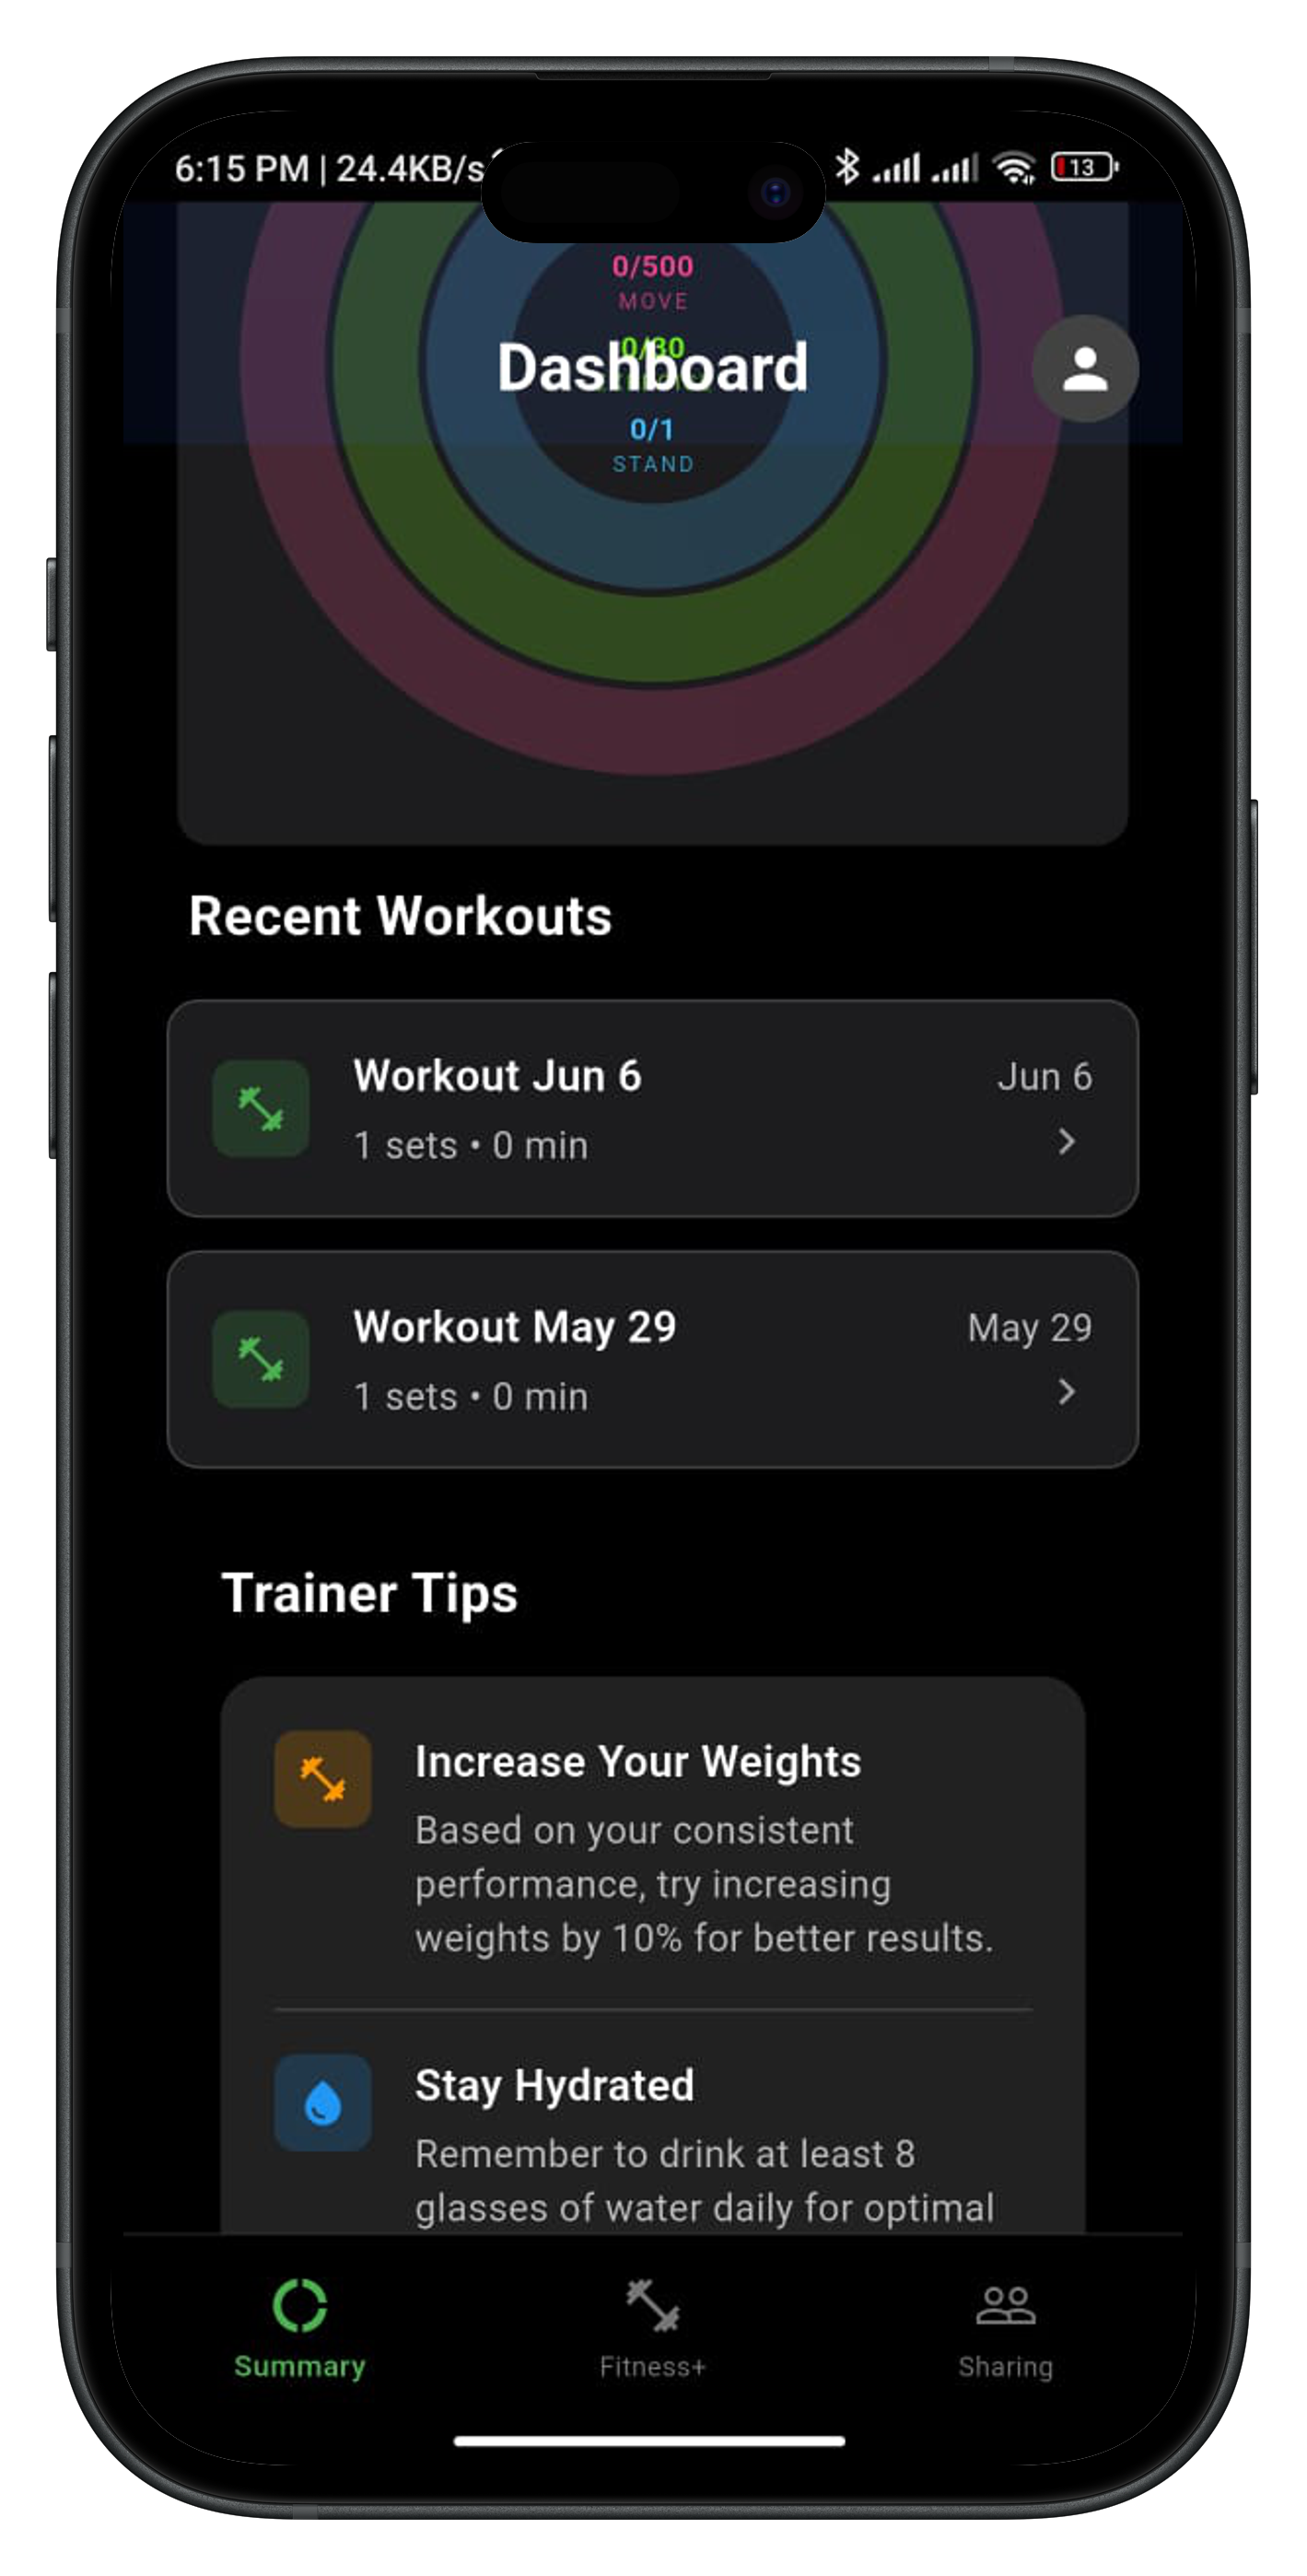 6:15 PM | 24.4KB/s
13
0/500
MOVE
0/30
Dashboard
0/1
STAND
Recent Workouts
Workout Jun 6
Jun 6
1 sets • 0 min
Workout May 29
May 29
1 sets • 0 min
Trainer Tips
Increase Your Weights
Based on your consistent
performance, try increasing
weights by 10% for better results.
Stay Hydrated
Remember to drink at least 8
glasses of water daily for optimal
Summary
Fitness+
Sharing